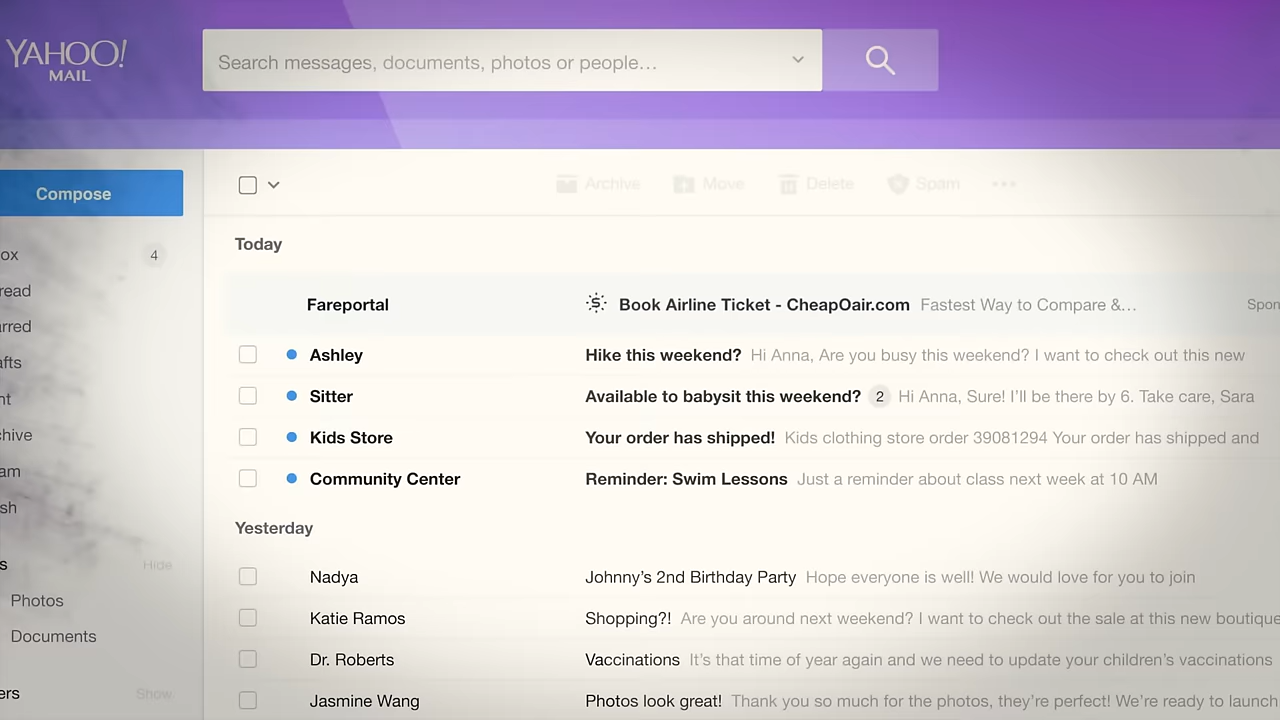 YAHOO!
MAIL
Search messages, documents, photos or people…
Compose
Archive Move Delete Spam
ox 4
Today
read
Fareportal Book Airline Ticket - CheapOair.com Fastest Way to Compare &… Spon
arred
Ashley Hike this weekend? Hi Anna, Are you busy this weekend? I want to check out this new
afts
Sitter Available to babysit this weekend? 2 Hi Anna, Sure! I'll be there by 6. Take care, Sara
nt
Kids Store Your order has shipped! Kids clothing store order 39081294 Your order has shipped and
chive
Community Center Reminder: Swim Lessons Just a reminder about class next week at 10 AM
am
sh
Yesterday
s Hide
Nadya Johnny's 2nd Birthday Party Hope everyone is well! We would love for you to join
Photos
Katie Ramos Shopping?! Are you around next weekend? I want to check out the sale at this new boutique
Documents
Dr. Roberts Vaccinations It's that time of year again and we need to update your children's vaccinations
ers Show
Jasmine Wang Photos look great! Thank you so much for the photos, they're perfect! We're ready to launch